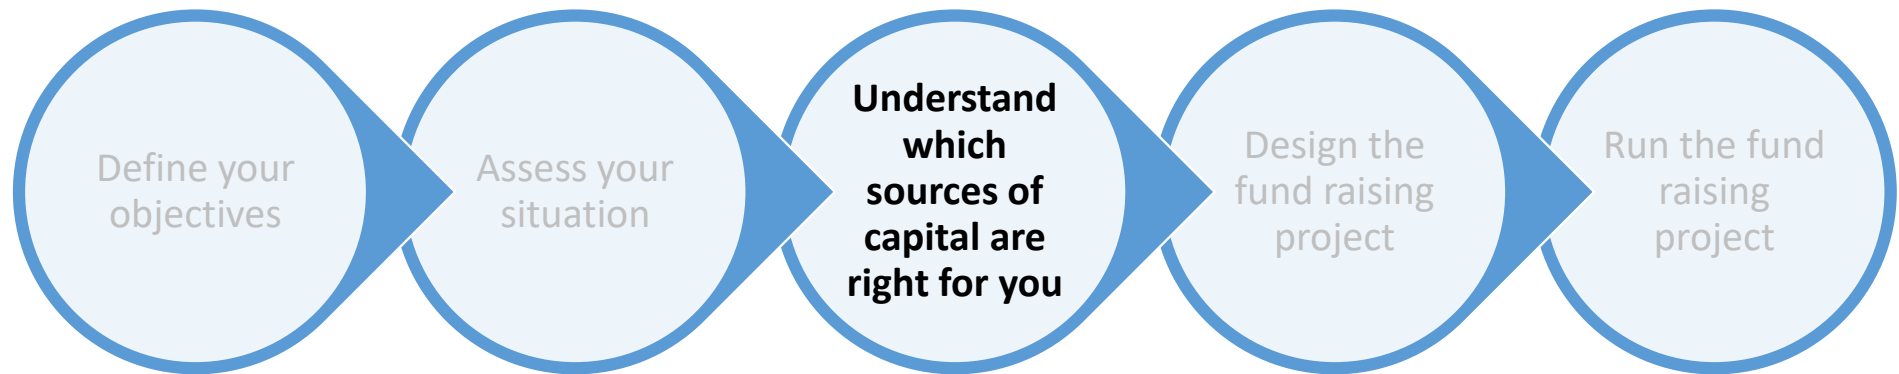 Define your
objectives
Assess your
situation
Understand
which
sources of
capital are
right for you
Design the
fund raising
project
Run the fund
raising
project